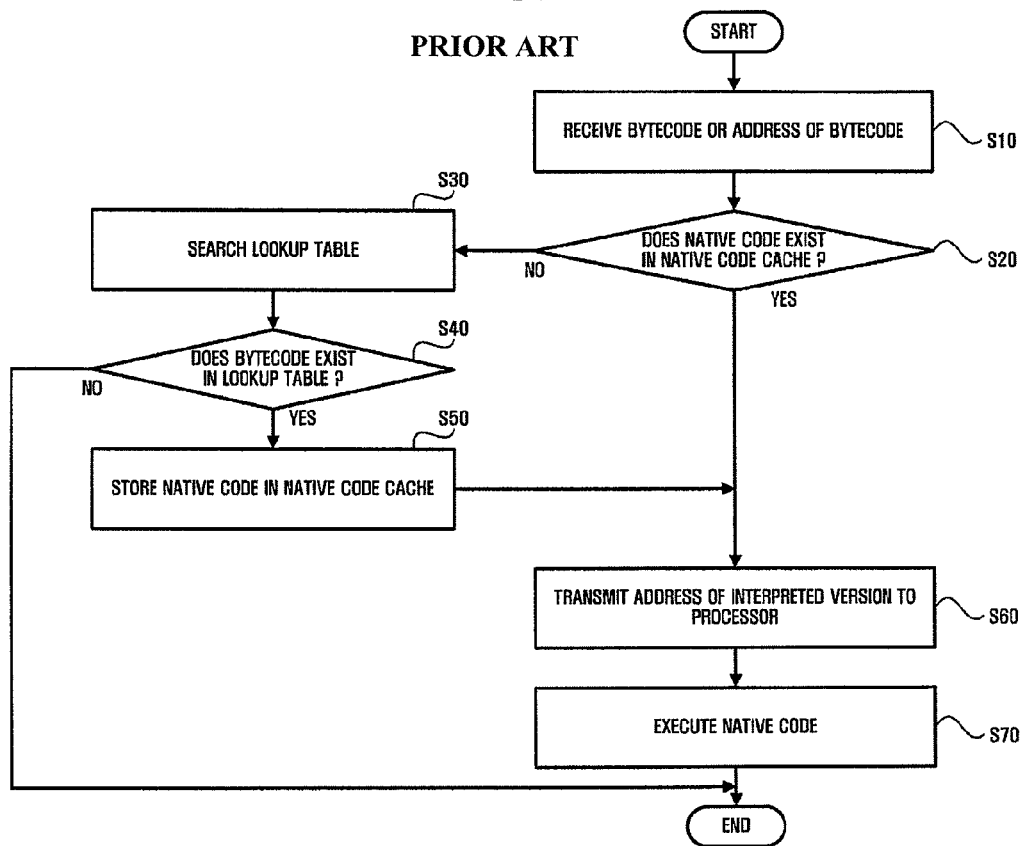 PRIOR ART
START
RECEIVE BYTECODE OR ADDRESS OF BYTECODE
S10
DOES NATIVE CODE EXIST
IN NATIVE CODE CACHE ?
S20
NO
YES
S30
SEARCH LOOKUP TABLE
S40
DOES BYTECODE EXIST
IN LOOKUP TABLE ?
NO
YES
S50
STORE NATIVE CODE IN NATIVE CODE CACHE
TRANSMIT ADDRESS OF INTERPRETED VERSION TO
PROCESSOR
S60
EXECUTE NATIVE CODE
S70
END